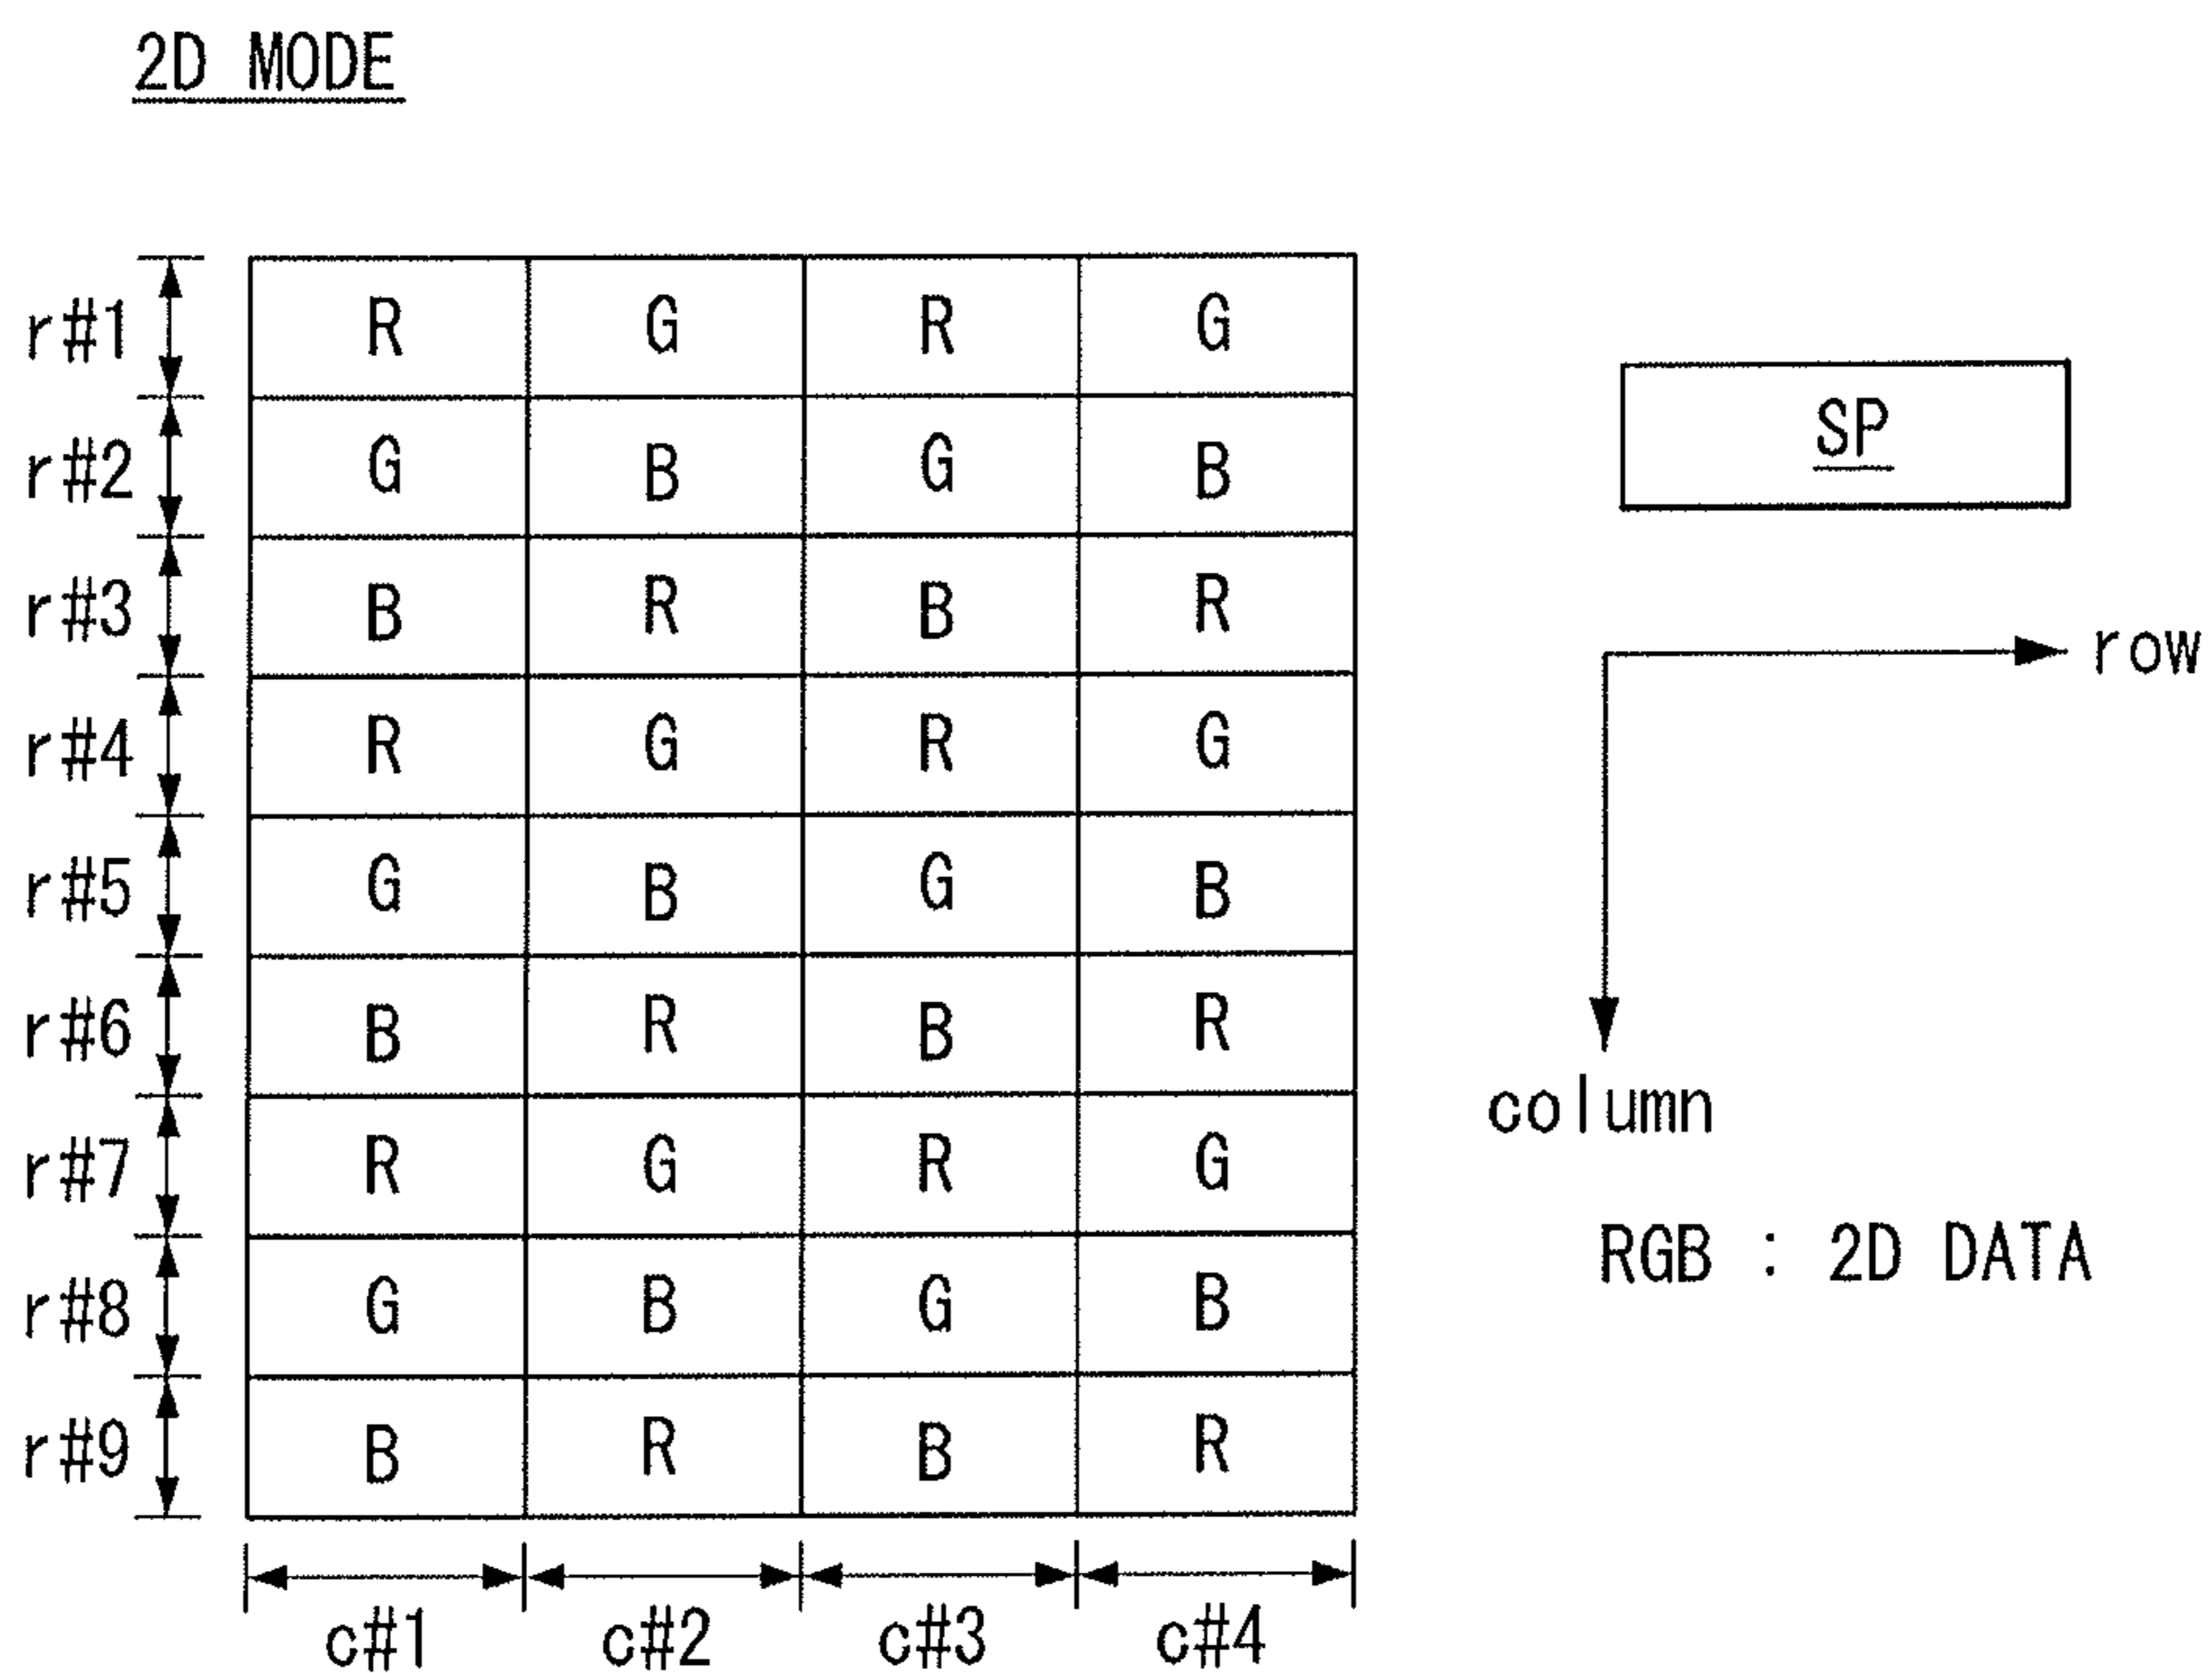 2D MODE
r#1 R G R G
SP
r#2 G B G B
r#3 B R B R
row
r#4 R G R G
r#5 G B G B
r#6 B R B R
column
r#7 R G R G
RGB : 2D DATA
r#8 G B G B
r#9 B R B R
c#1 c#2 c#3 c#4